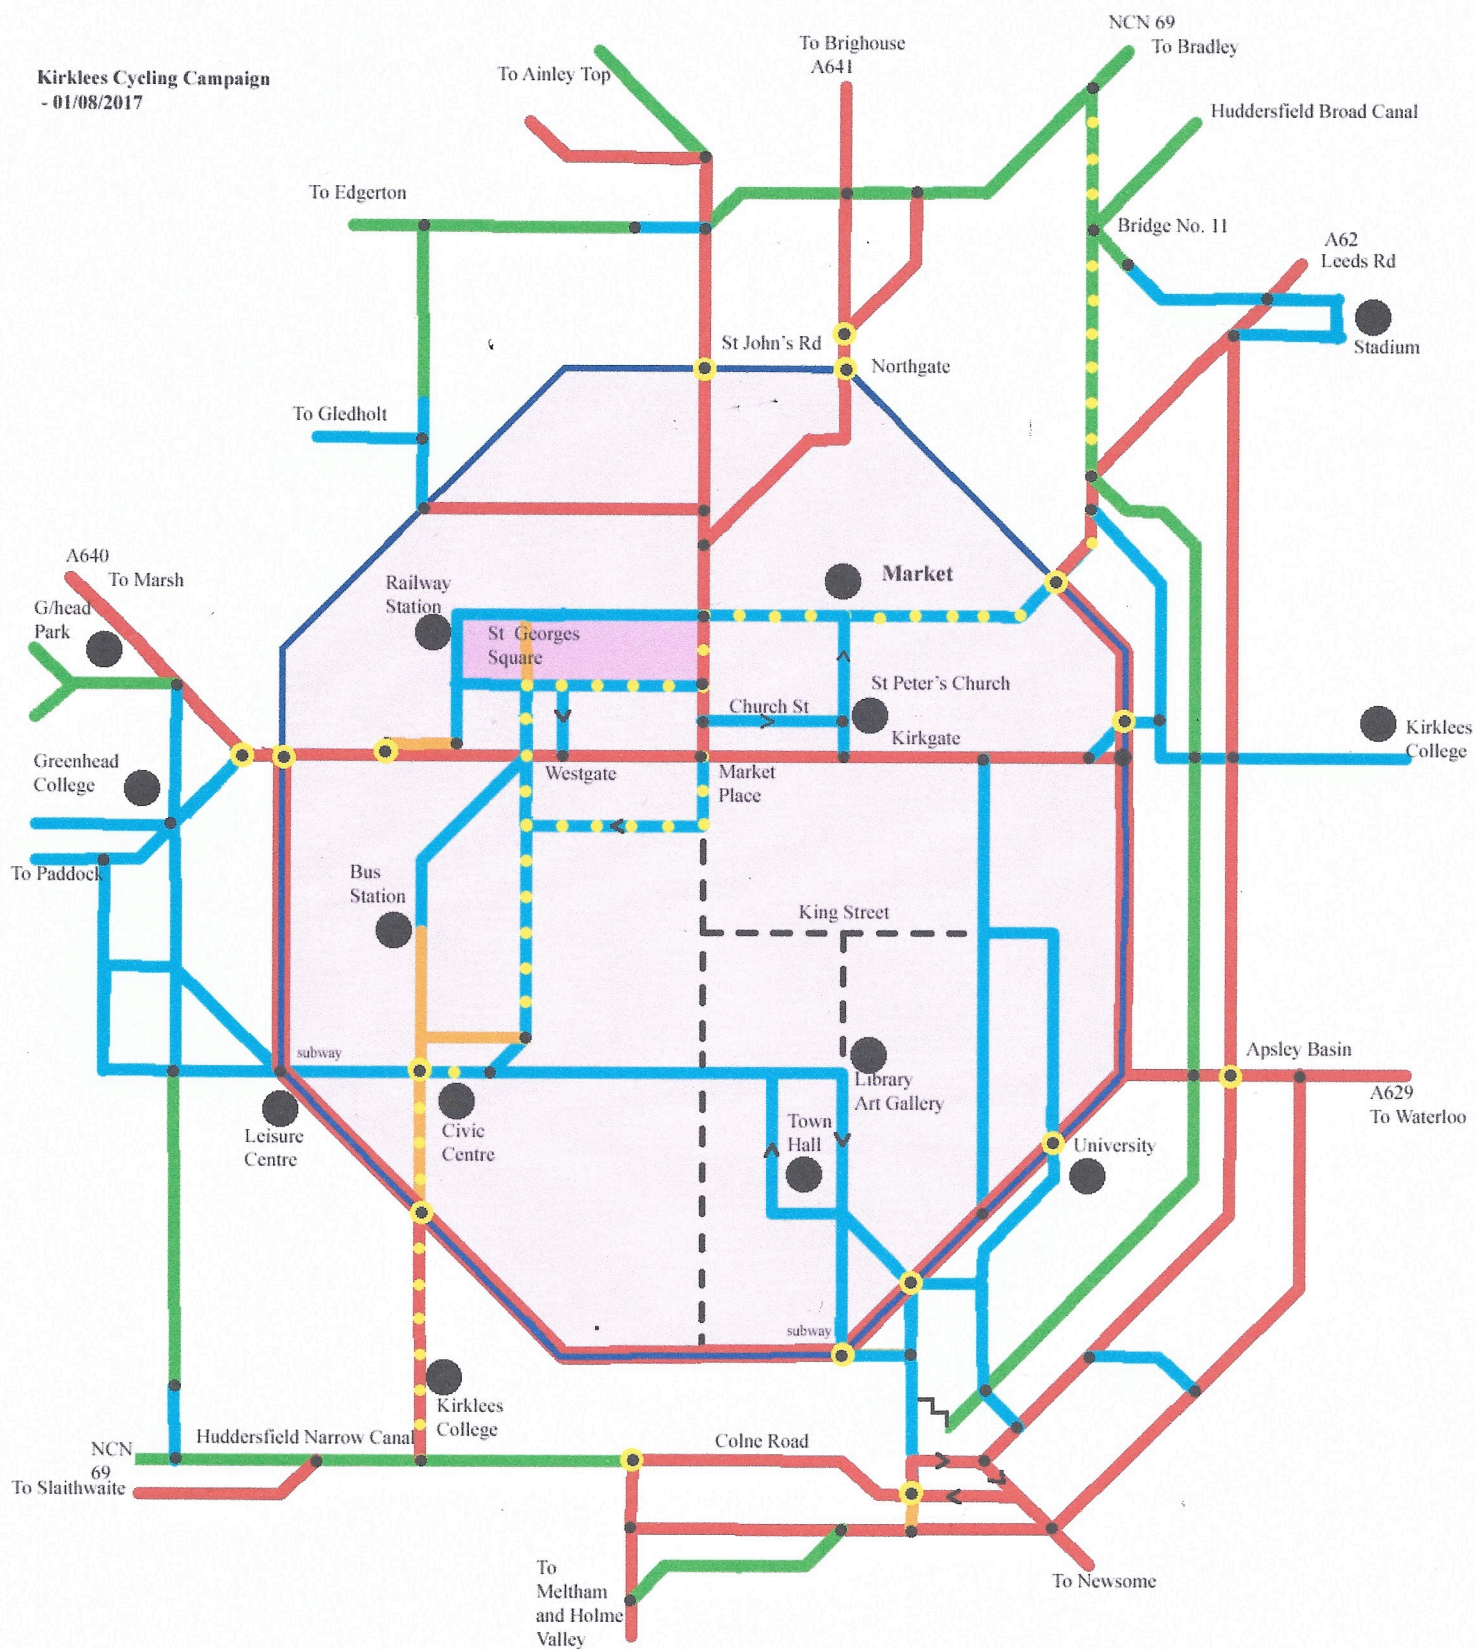 NCN 69
To Bradley
To Brighouse
A641
To Ainley Top
Kirklees Cycling Campaign
- 01/08/2017
Huddersfield Broad Canal
To Edgerton
Bridge No. 11
A62
Leeds Rd
St John's Rd
Northgate
Stadium
To Gledholt
A640
To Marsh
G/head
Park
Railway
Station
Market
St Georges
Square
St Peter's Church
Church St
Kirkgate
Kirklees
College
Greenhead
College
Westgate
Market
Place
To Paddock
Bus
Station
King Street
subway
Apsley Basin
Library
Art Gallery
A629
To Waterloo
Leisure
Centre
Civic
Centre
Town
Hall
University
subway
Kirklees
College
NCN
69
Huddersfield Narrow Canal
Colne Road
To Slaithwaite
To
Meltham
and Holme
Valley
To Newsome